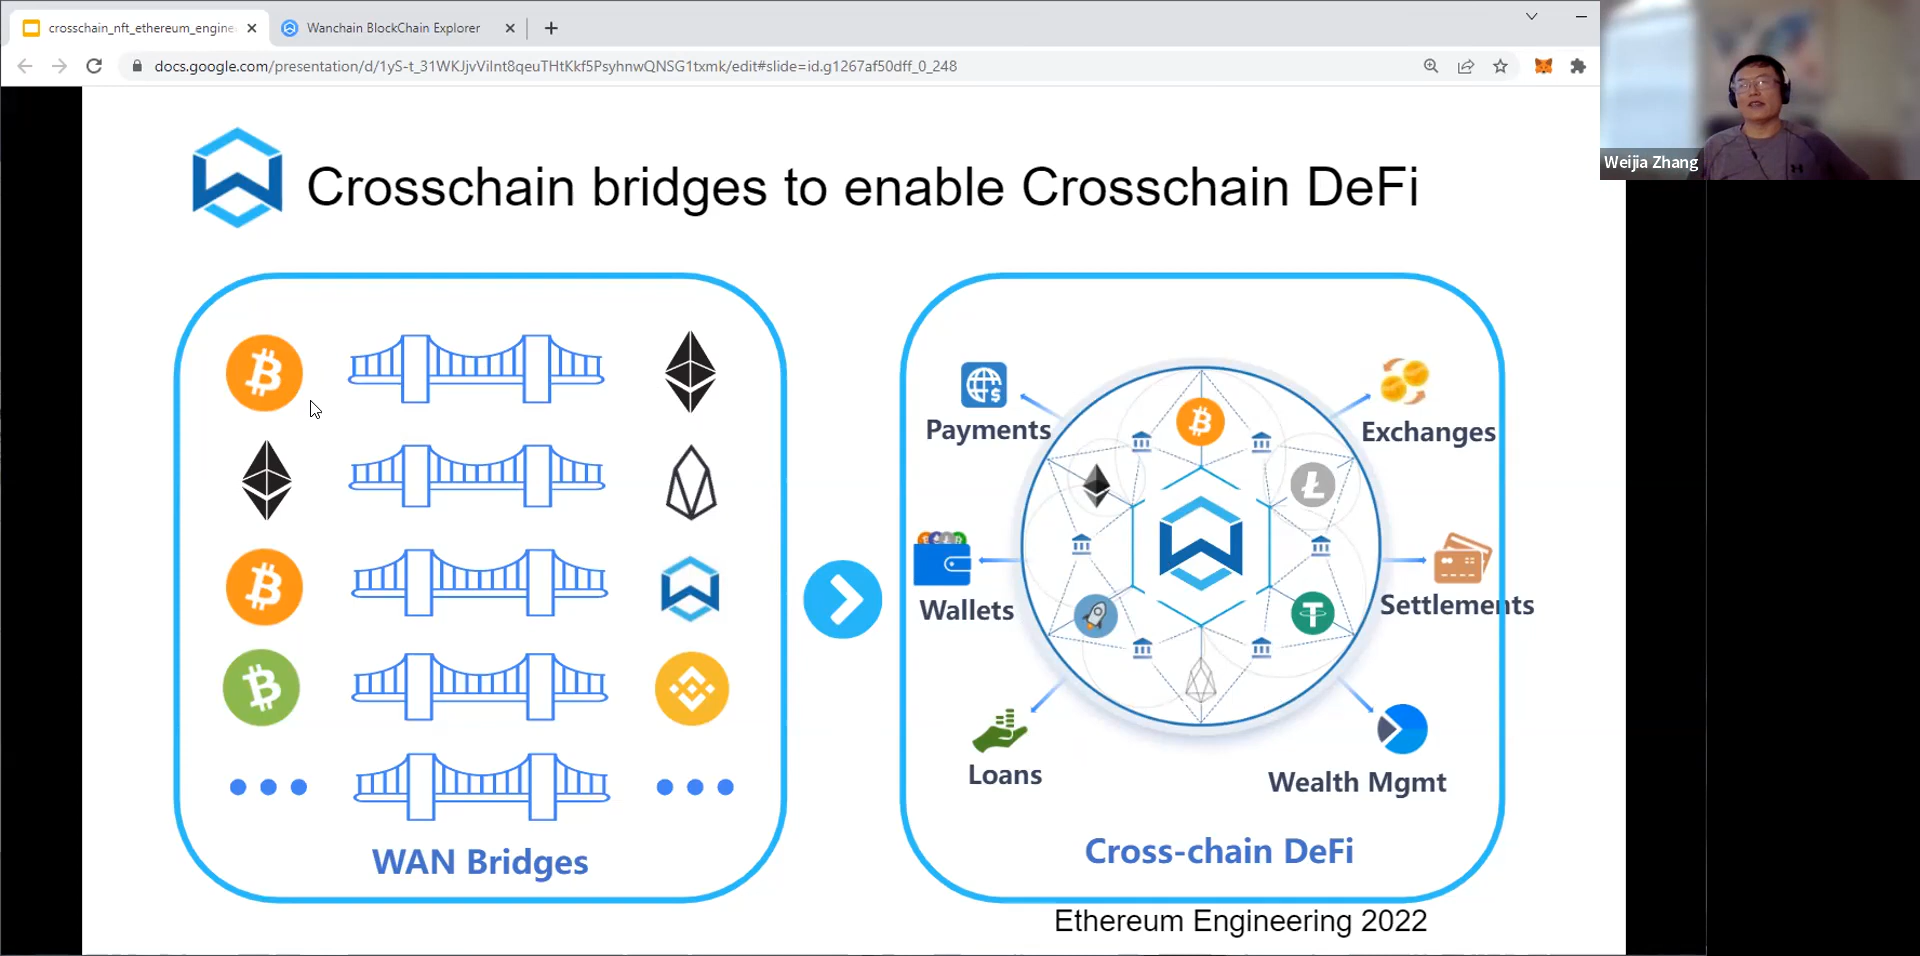 crosschain_nft_ethereum_engine
Wanchain BlockChain Explorer
docs.google.com/presentation/d/1yS-t_31WKJjvViInt8qeuTHtKkf5PsyhnwQNSG1txmk/edit#slide=id.g1267af50dff_0_248
Weijia Zhang
Crosschain bridges to enable Crosschain DeFi
WAN Bridges
Payments
Exchanges
Wallets
Settlements
Loans
Wealth Mgmt
Cross-chain DeFi
Ethereum Engineering 2022